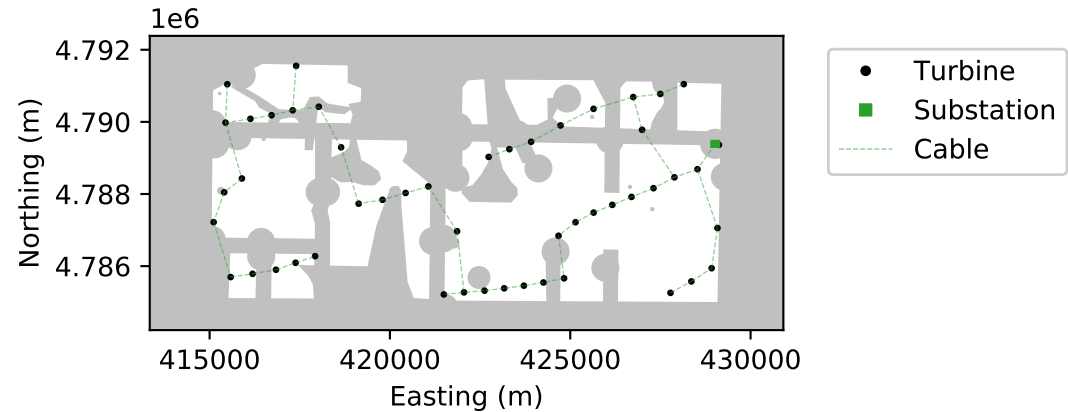 1e6
4.792
4.790
4.788
4.786
Northing (m)
415000 420000 425000 430000
Easting (m)
Turbine
Substation
Cable